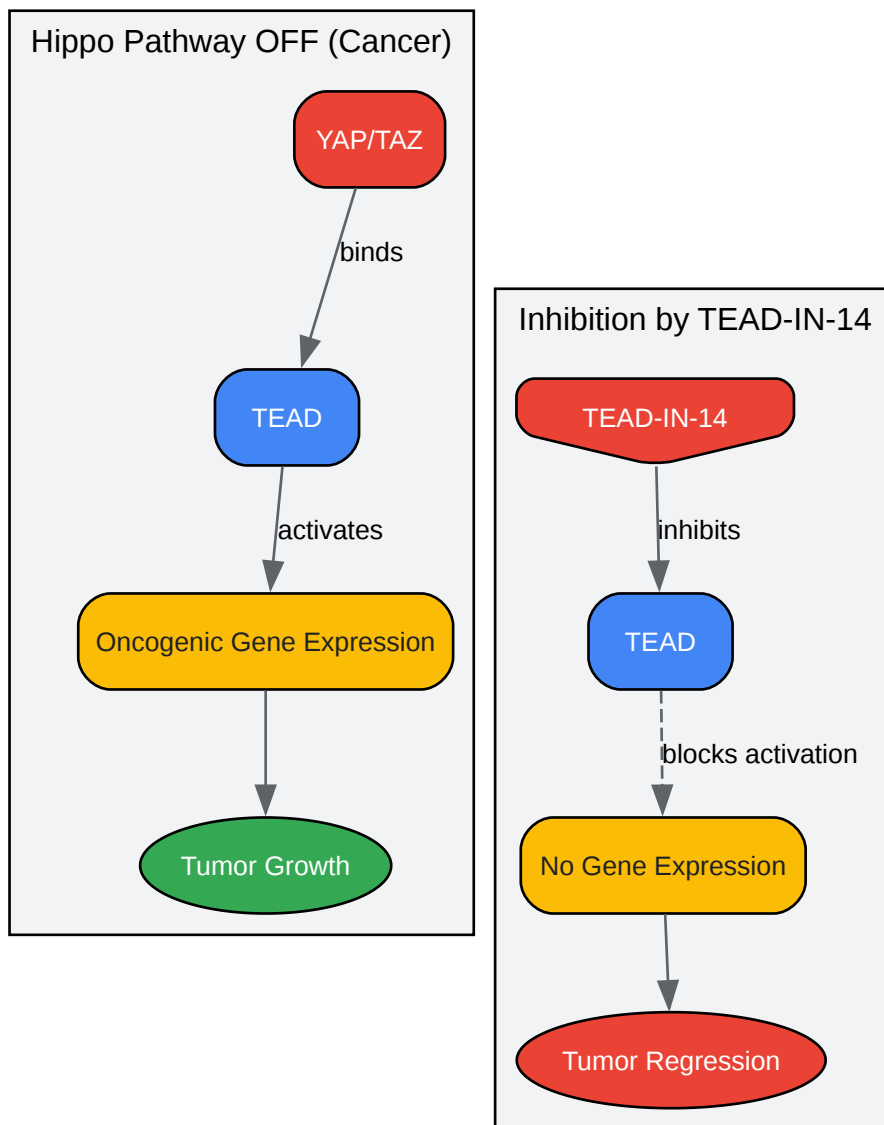 Hippo Pathway OFF (Cancer)
YAP/TAZ
binds
TEAD
activates
Oncogenic Gene Expression
Tumor Growth
Inhibition by TEAD-IN-14
TEAD-IN-14
inhibits
TEAD
blocks activation
No Gene Expression
Tumor Regression